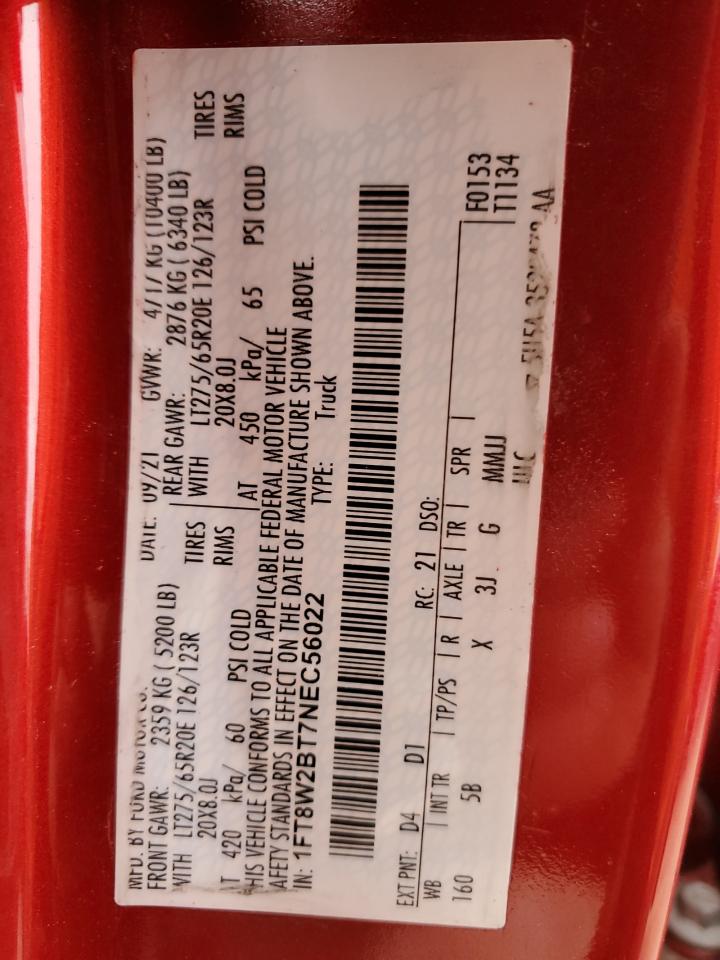 MFD. BY FORD MOTOR CO. DATE: 09/21 GVWR: 4717 KG (10400 LB)
FRONT GAWR: 2359 KG ( 5200 LB) REAR GAWR: 2876 KG ( 6340 LB)
WITH LT275/65R20E 126/123R TIRES WITH LT275/65R20E 126/123R TIRES
20X8.0J RIMS 20X8.0J RIMS
AT 420 kPa/ 60 PSI COLD AT 450 kPa/ 65 PSI COLD
HIS VEHICLE CONFORMS TO ALL APPLICABLE FEDERAL MOTOR VEHICLE
AFETY STANDARDS IN EFFECT ON THE DATE OF MANUFACTURE SHOWN ABOVE.
IN: 1FT8W2BT7NEC56022 TYPE: Truck
EXT PNT: D4 D1 RC: 21 DSO: F0153
WB INT TR TP/PS R AXLE TR SPR T1134
160 5B X 3J G MMJJ